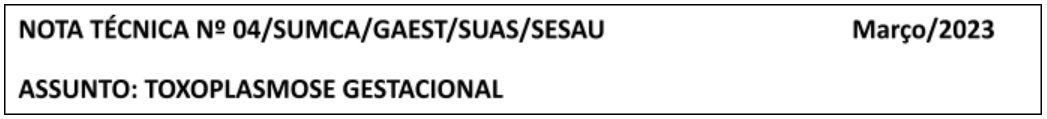 NOTA TÉCNICA Nº 04/SUMCA/GAEST/SUAS/SESAU Março/2023
ASSUNTO: TOXOPLASMOSE GESTACIONAL